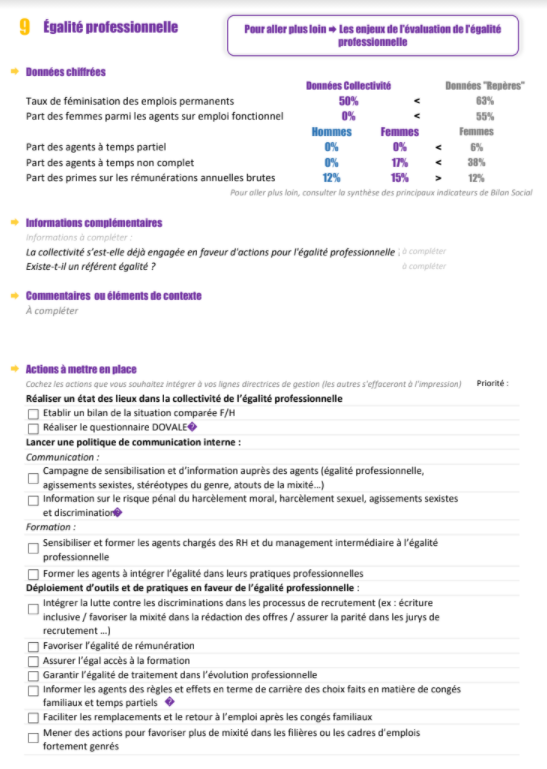 9 Égalité professionnelle
Pour aller plus loin ➡ Les enjeux de l'évaluation de l'égalité
professionnelle
Données chiffrées
Données Collectivité Données "Repères"
Taux de féminisation des emplois permanents 50% < 63%
Part des femmes parmi les agents sur emploi fonctionnel 0% < 55%
Hommes Femmes Femmes
Part des agents à temps partiel 0% 0% < 6%
Part des agents à temps non complet 0% 17% < 38%
Part des primes sur les rémunérations annuelles brutes 12% 15% > 12%
Pour aller plus loin, consulter la synthèse des principaux indicateurs de Bilan Social
Informations complémentaires
Informations à compléter :
La collectivité s'est-elle déjà engagée en faveur d'actions pour l'égalité professionnelle à compléter
Existe-t-il un référent égalité ? à compléter
Commentaires ou éléments de contexte
À compléter
Actions à mettre en place
Cochez les actions que vous souhaitez intégrer à vos lignes directrices de gestion (les autres s'effaceront à l'impression) Priorité :
Réaliser un état des lieux dans la collectivité de l'égalité professionnelle
Etablir un bilan de la situation comparée F/H
Réaliser le questionnaire DOVALE
Lancer une politique de communication interne :
Communication :
Campagne de sensibilisation et d'information auprès des agents (égalité professionnelle,
agissements sexistes, stéréotypes du genre, atouts de la mixité...)
Information sur le risque pénal du harcèlement moral, harcèlement sexuel, agissements sexistes
et discrimination
Formation :
Sensibiliser et former les agents chargés des RH et du management intermédiaire à l'égalité
professionnelle
Former les agents à intégrer l'égalité dans leurs pratiques professionnelles
Déploiement d'outils et de pratiques en faveur de l'égalité professionnelle :
Intégrer la lutte contre les discriminations dans les processus de recrutement (ex : écriture
inclusive / favoriser la mixité dans la rédaction des offres / assurer la parité dans les jurys de
recrutement ...)
Favoriser l'égalité de rémunération
Assurer l'égal accès à la formation
Garantir l'égalité de traitement dans l'évolution professionnelle
Informer les agents des règles et effets en terme de carrière des choix faits en matière de congés
familiaux et temps partiels
Faciliter les remplacements et le retour à l'emploi après les congés familiaux
Mener des actions pour favoriser plus de mixité dans les filières ou les cadres d'emplois
fortement genrés